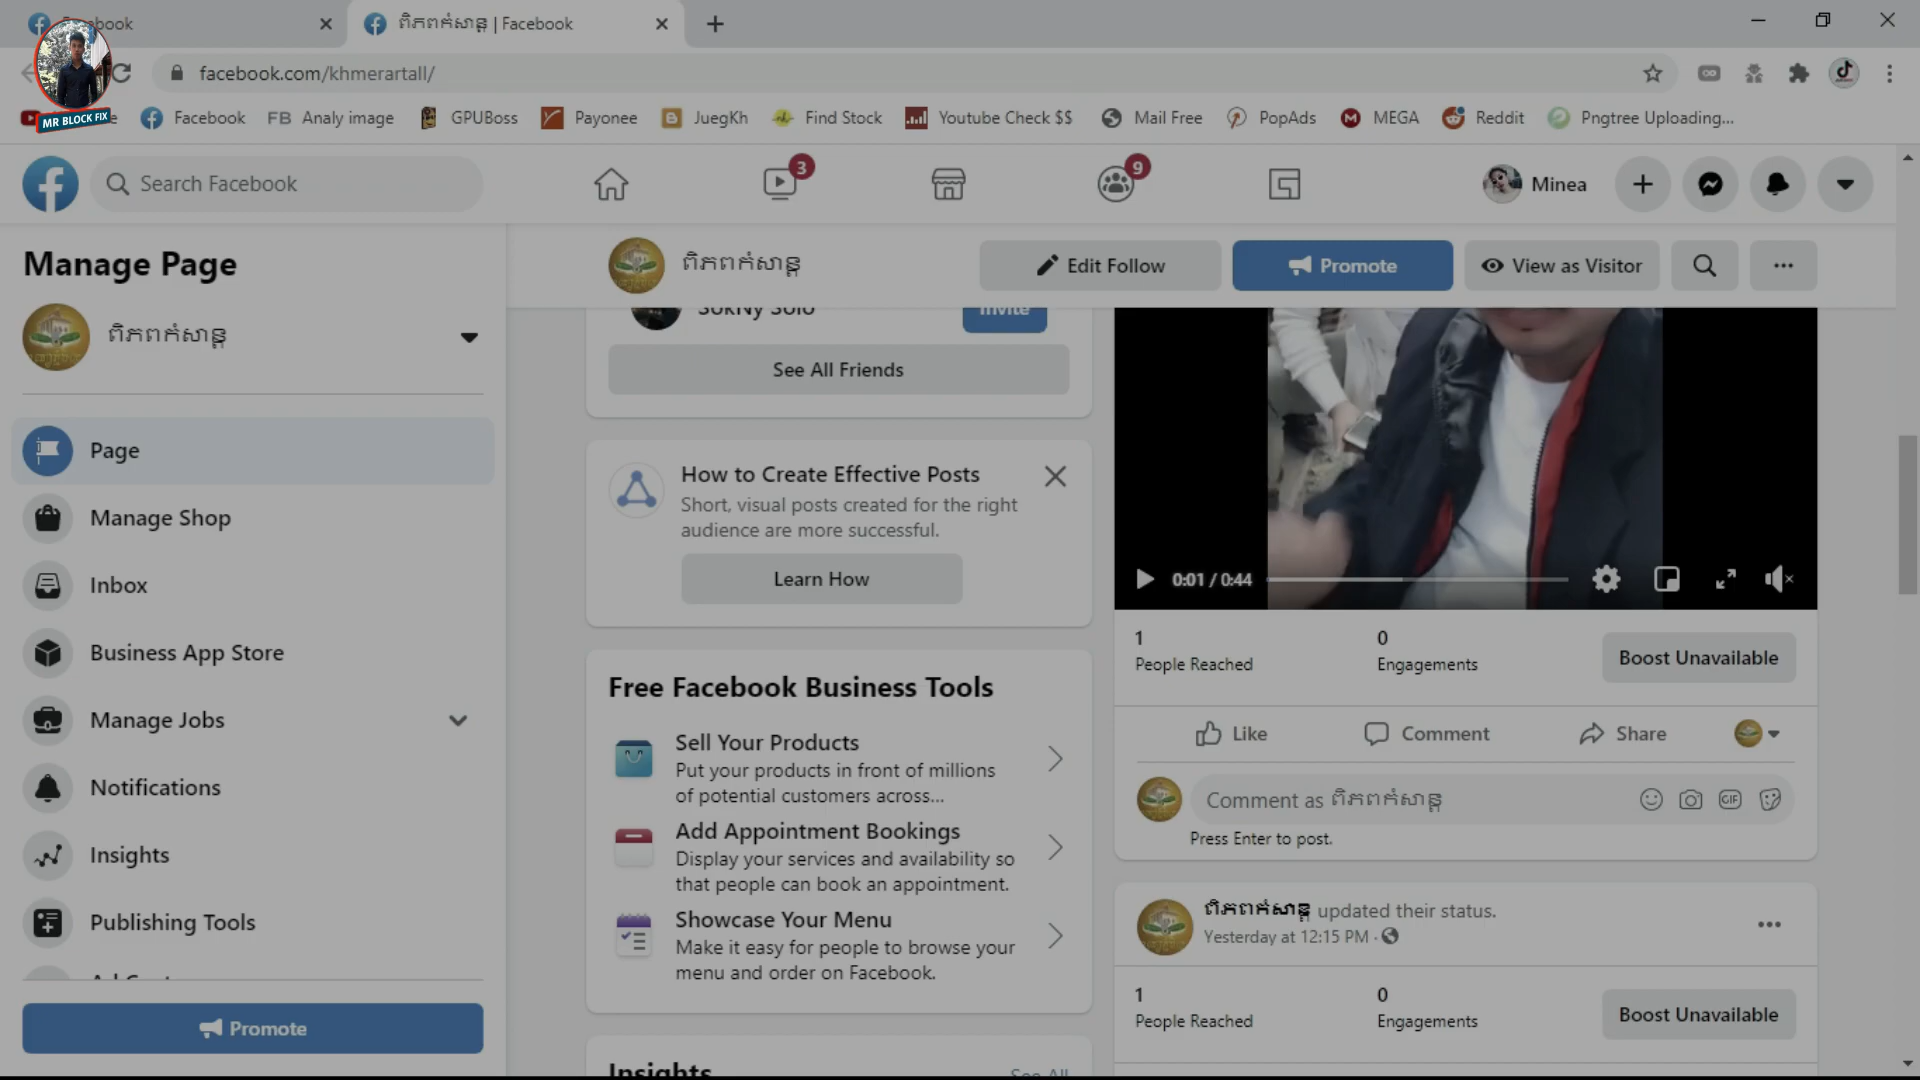 book
ពិភពកំសាន្ត | Facebook
facebook.com/khmerartall/
MR BLOCK FIX
Facebook
FB Analy image
GPUBoss
Payonee
JuegKh
Find Stock
Youtube Check $$
Mail Free
PopAds
MEGA
Reddit
Pngtree Uploading...
Search Facebook
3
9
Minea
Manage Page
ពិភពកំសាន្ត
Page
Manage Shop
Inbox
Business App Store
Manage Jobs
Notifications
Insights
Publishing Tools
Promote
ពិភពកំសាន្ត
Edit Follow
Promote
View as Visitor
SokNy Solo
Invite
See All Friends
How to Create Effective Posts
Short, visual posts created for the right
audience are more successful.
Learn How
Free Facebook Business Tools
Sell Your Products
Put your products in front of millions
of potential customers across...
Add Appointment Bookings
Display your services and availability so
that people can book an appointment.
Showcase Your Menu
Make it easy for people to browse your
menu and order on Facebook.
Insights
See All
0:01 / 0:44
1
People Reached
0
Engagements
Boost Unavailable
Like
Comment
Share
Comment as ពិភពកំសាន្ត
GIF
Press Enter to post.
ពិភពកំសាន្ត updated their status.
Yesterday at 12:15 PM ·
1
People Reached
0
Engagements
Boost Unavailable